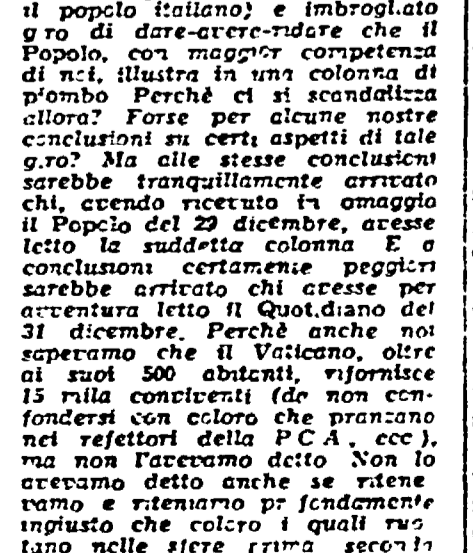 il popolo italiano) e imbrogliato
giro di dare-avere-ridare che il
Popolo, con maggior competenza
di noi, illustra in una colonna di
piombo Perchè ci si scandalizza
allora? Forse per alcune nostre
conclusioni su certi aspetti di tale
giro? Ma alle stesse conclusioni
sarebbe tranquillamente arrivato
chi, avendo ricevuto in omaggio
il Popolo del 29 dicembre, avesse
letto la suddetta colonna E a
conclusioni certamente peggiori
sarebbe arrivato chi avesse per
avventura letto il Quotidiano del
31 dicembre. Perchè anche noi
sapevamo che il Vaticano, oltre
ai suoi 500 abitanti, rifornisce
15 mila conviventi (da non con-
fondersi con coloro che pranzano
nei refettori della P C A, ecc),
ma non l'avevamo detto Non lo
avevamo detto anche se ritene
vamo e riteniamo profondamente
ingiusto che coloro i quali ruo
tano nelle sfere prima seconda